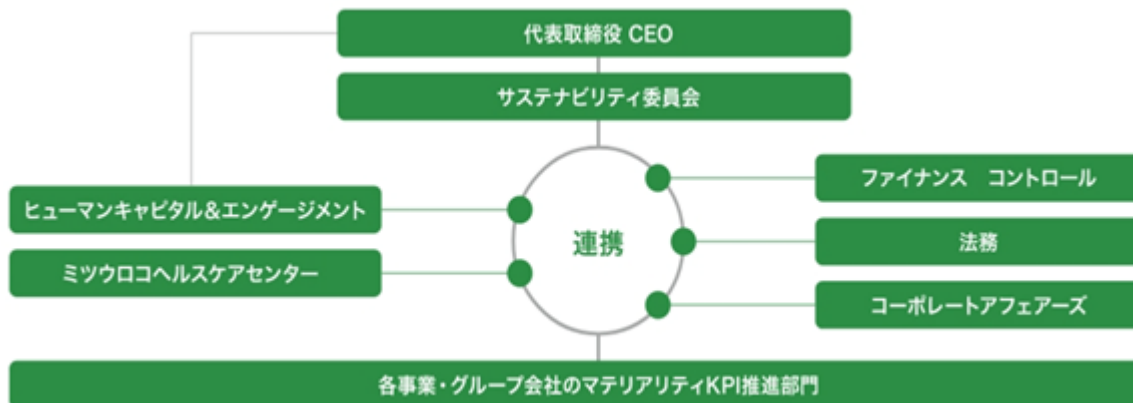 代表取締役 CEO
サステナビリティ委員会
ヒューマンキャピタル&エンゲージメント
ミツウロコヘルスケアセンター
連携
ファイナンス　コントロール
法務
コーポレートアフェアーズ
各事業・グループ会社のマテリアリティKPI推進部門